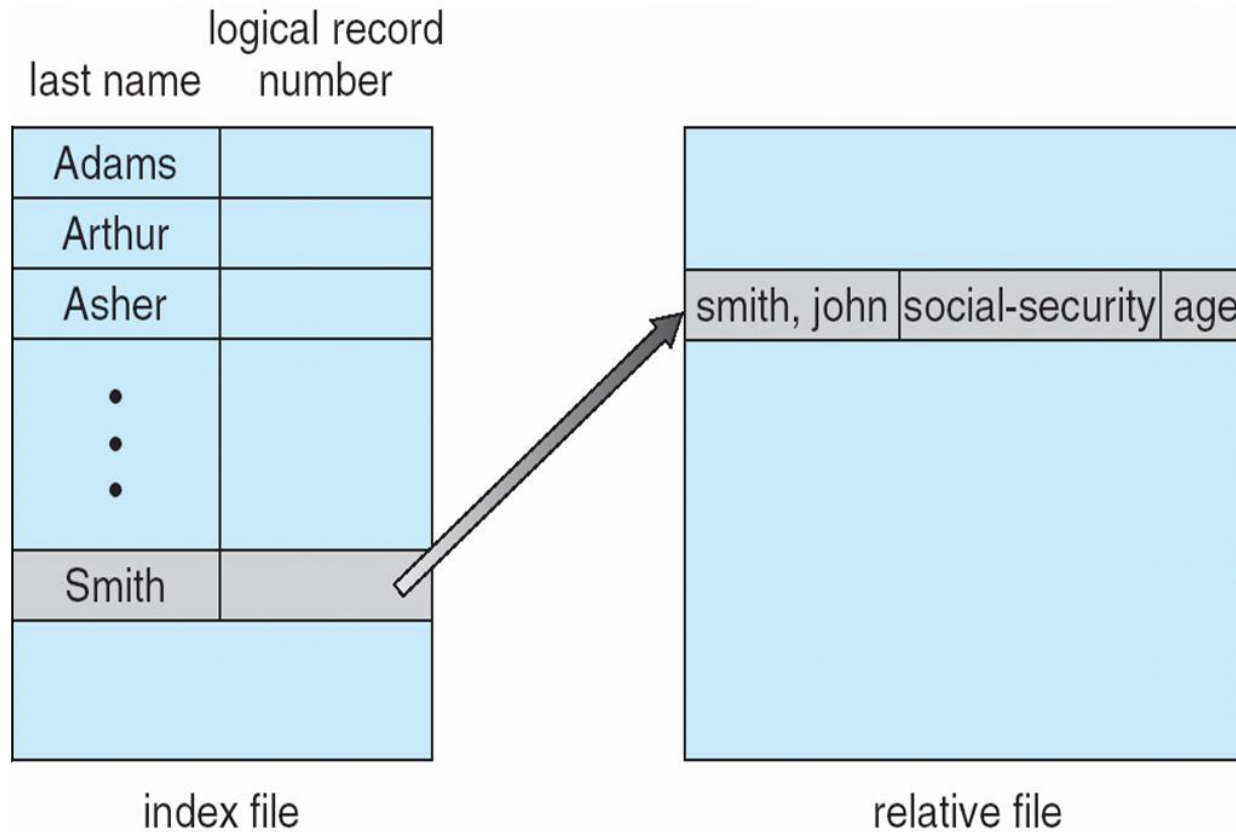 logical record
last name number
Adams
Arthur
Asher
Smith
smith, john social-security age
index file
relative file